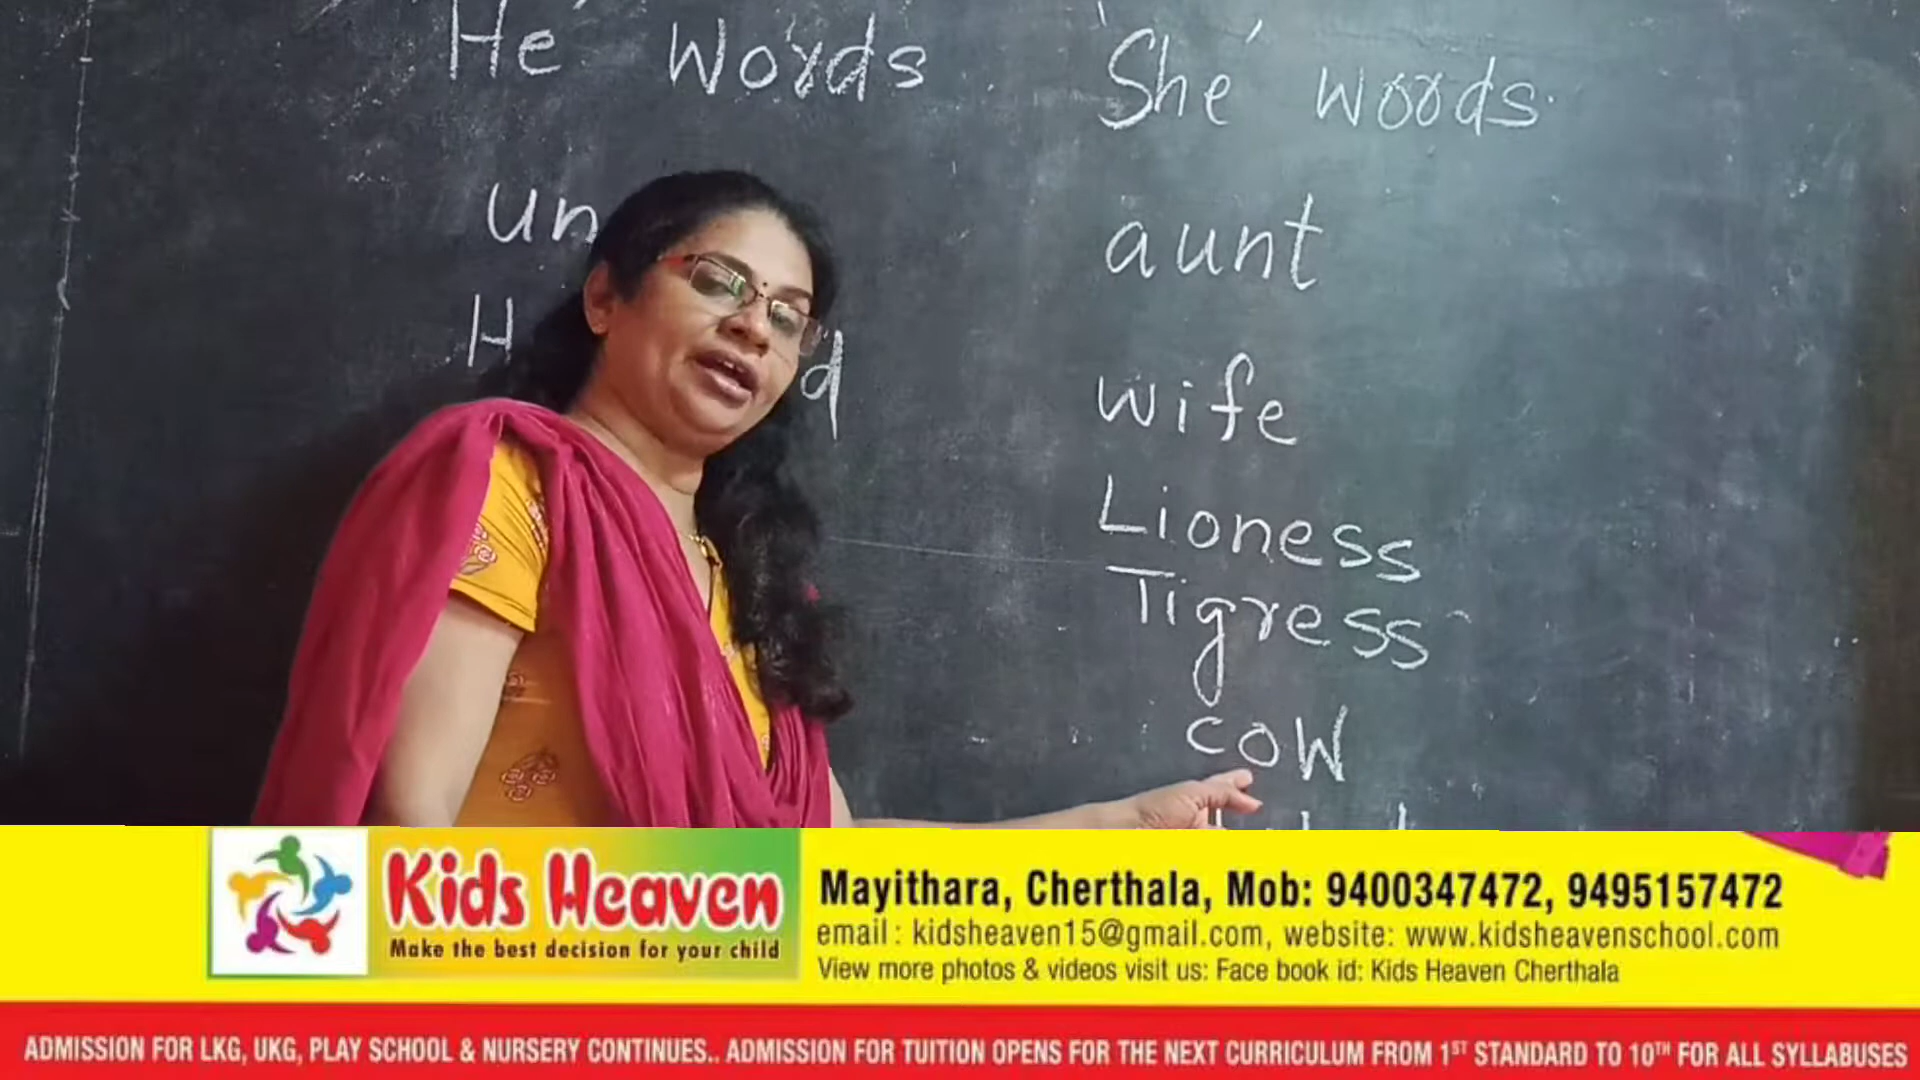 'He' Words
'She' words.
un
aunt
H d
wife
Lioness
Tigress
cow
Kids Heaven
Make the best decision for your child
Mayithara, Cherthala, Mob: 9400347472, 9495157472
email : kidsheaven15@gmail.com, website: www.kidsheavenschool.com
View more photos & videos visit us: Face book id: Kids Heaven Cherthala
ADMISSION FOR LKG, UKG, PLAY SCHOOL & NURSERY CONTINUES.. ADMISSION FOR TUITION OPENS FOR THE NEXT CURRICULUM FROM 1ST STANDARD TO 10TH FOR ALL SYLLABUSES